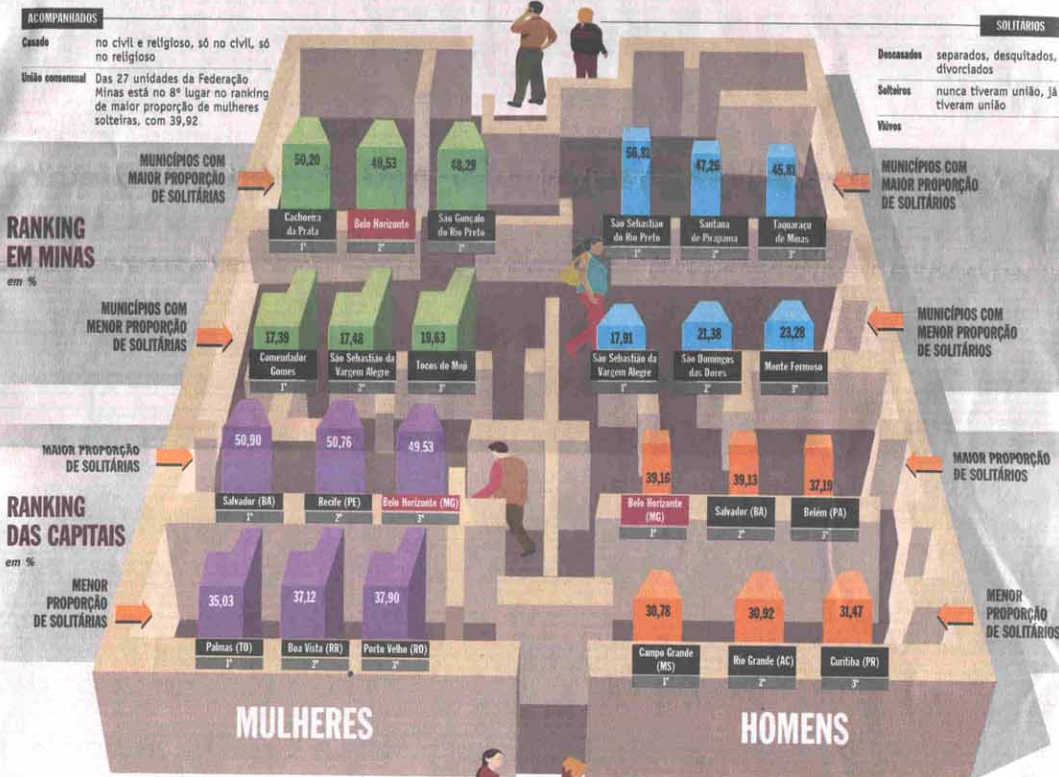 ACOMPANHADOS
Casado no civil e religioso, só no civil, só
no religioso
União consensual Das 27 unidades da Federação
Minas está no 8º lugar no ranking
de maior proporção de mulheres
solteiras, com 39,92
SOLITÁRIOS
Descasados separados, desquitados,
divorciados
Solteiros nunca tiveram união, já
tiveram união
Viúvos
RANKING
EM MINAS
em %
MUNICÍPIOS COM
MAIOR PROPORÇÃO
DE SOLITÁRIAS
50,20
49,53
48,29
Cachoeira
da Prata
1º
Belo Horizonte
2º
São Gonçalo
do Rio Preto
3º
56,81
47,26
45,81
São Sebastião
do Rio Preto
1º
Santana
de Pirapama
2º
Taquaraçu
de Minas
3º
MUNICÍPIOS COM
MAIOR PROPORÇÃO
DE SOLITÁRIOS
MUNICÍPIOS COM
MENOR PROPORÇÃO
DE SOLITÁRIAS
17,39
17,48
19,63
Comendador
Gomes
1º
São Sebastião da
Vargem Alegre
2º
Tocos do Moji
3º
17,91
21,38
23,28
São Sebastião da
Vargem Alegre
1º
São Domingos
das Dores
2º
Monte Formoso
3º
MUNICÍPIOS COM
MENOR PROPORÇÃO
DE SOLITÁRIOS
RANKING
DAS CAPITAIS
em %
MAIOR PROPORÇÃO
DE SOLITÁRIAS
50,90
50,76
49,53
Salvador (BA)
1º
Recife (PE)
2º
Belo Horizonte (MG)
3º
39,16
39,13
37,19
Belo Horizonte
(MG)
1º
Salvador (BA)
2º
Belém (PA)
3º
MAIOR PROPORÇÃO
DE SOLITÁRIOS
MENOR
PROPORÇÃO
DE SOLITÁRIAS
35,03
37,12
37,90
Palmas (TO)
1º
Boa Vista (RR)
2º
Porto Velho (RO)
3º
30,78
30,92
31,47
Campo Grande
(MS)
1º
Rio Grande (AC)
2º
Curitiba (PR)
3º
MENOR
PROPORÇÃO
DE SOLITÁRIOS
MULHERES
HOMENS